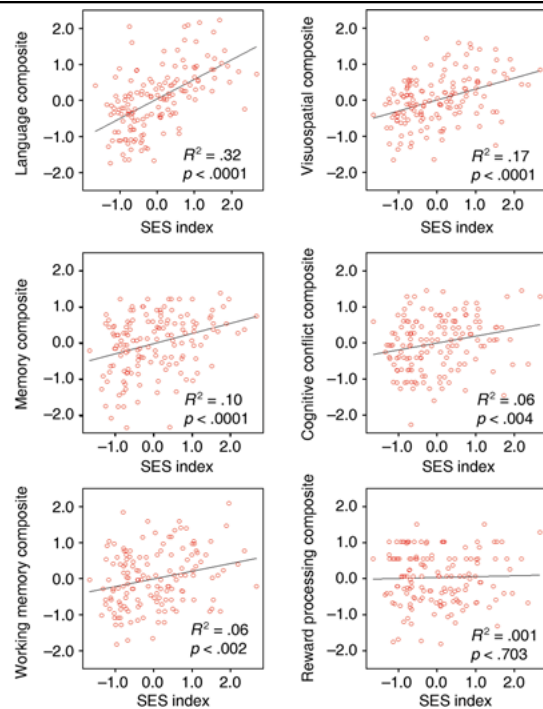 Language composite
2.0
1.0
0.0
−1.0
−2.0
R² = .32
p < .0001
−1.0 0.0 1.0 2.0
SES index
Visuospatial composite
2.0
1.0
0.0
−1.0
−2.0
R² = .17
p < .0001
−1.0 0.0 1.0 2.0
SES index
Memory composite
2.0
1.0
0.0
−1.0
−2.0
R² = .10
p < .0001
−1.0 0.0 1.0 2.0
SES index
Cognitive conflict composite
2.0
1.0
0.0
−1.0
−2.0
R² = .06
p < .004
−1.0 0.0 1.0 2.0
SES index
Working memory composite
2.0
1.0
0.0
−1.0
−2.0
R² = .06
p < .002
−1.0 0.0 1.0 2.0
SES index
Reward processing composite
2.0
1.0
0.0
−1.0
−2.0
R² = .001
p < .703
−1.0 0.0 1.0 2.0
SES index